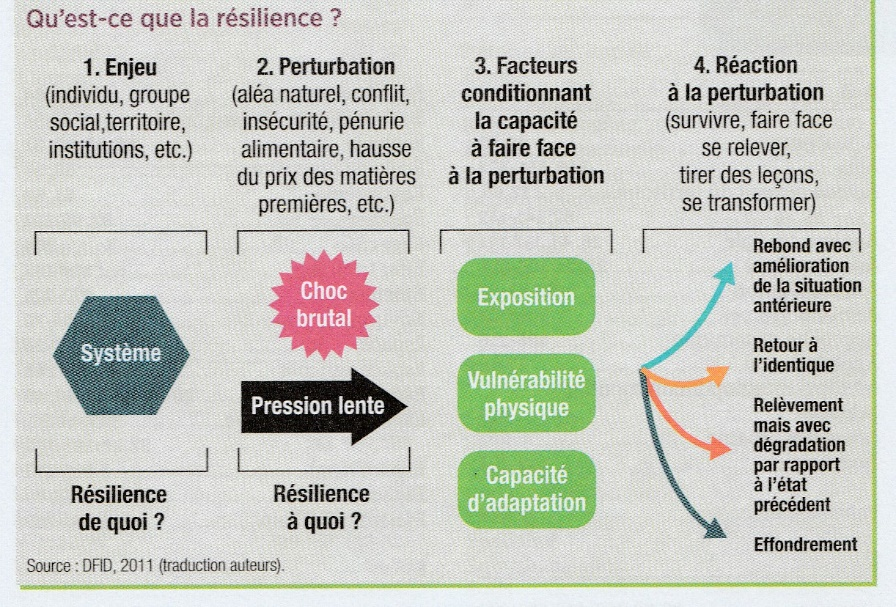 Qu'est-ce que la résilience ?
1. Enjeu
(individu, groupe
social,territoire,
institutions, etc.)
2. Perturbation
(aléa naturel, conflit,
insécurité, pénurie
alimentaire, hausse
du prix des matières
premières, etc.)
3. Facteurs
conditionnant
la capacité
à faire face
à la perturbation
4. Réaction
à la perturbation
(survivre, faire face
se relever,
tirer des leçons,
se transformer)
Système
Choc
brutal
Pression lente
Exposition
Vulnérabilité
physique
Capacité
d'adaptation
Rebond avec
amélioration
de la situation
antérieure
Retour à
l'identique
Relèvement
mais avec
dégradation
par rapport
à l'état
précédent
Effondrement
Résilience
de quoi ?
Résilience
à quoi ?
Source : DFID, 2011 (traduction auteurs).